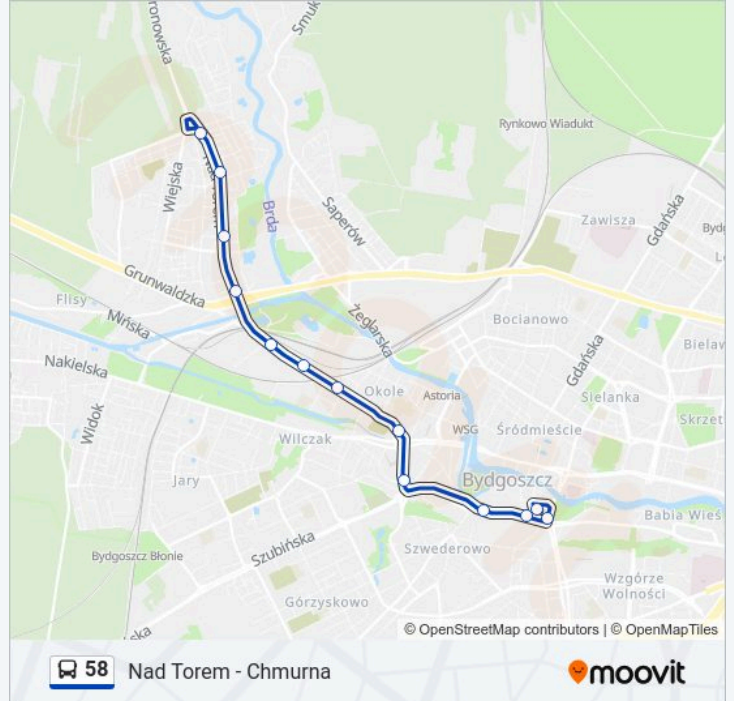 Smuk
ronowska
Rynkowo Wiadukt
Wiejska
Zawisza
Gdańska
Byd
Saperów
Brda
Grunwaldzka
Flisy
Mińska
Żeglarska
Bocianowo
Nakielska
Gdańska
Bielaw
Okole
Astoria
Sielanka
Widok
WSG
Śródmieście
Skrzet
Wilczak
Jary
Bydgoszcz
Babia Wieś
Szubińska
Szwederowo
Bydgoszcz Błonie
Wzgórze
Wolności
Górzyskowo
ska
© OpenStreetMap contributors | © OpenMapTiles
58 Nad Torem - Chmurna
moovit